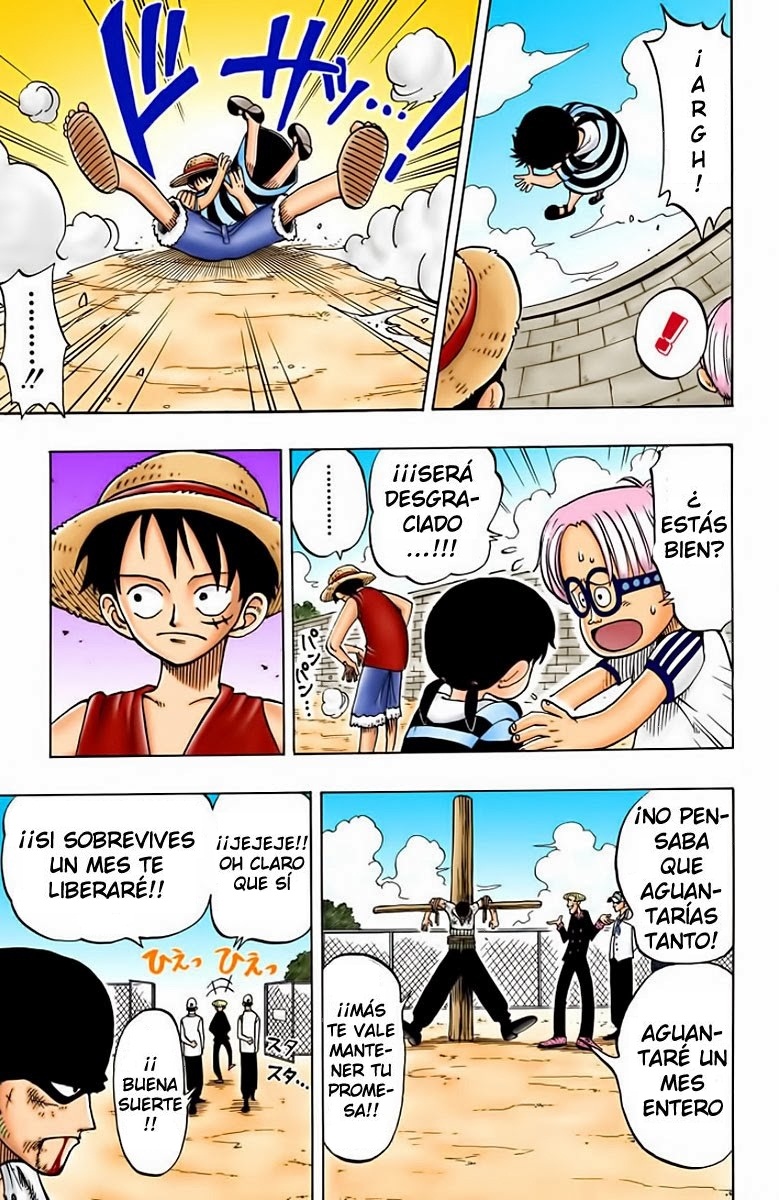 ¡ARGH!
!
ドサッ…!
........!!
¿
ESTÁS
BIEN?
¡¡¡SERÁ
DESGRA-
CIADO
...!!!
.........
パンパン…
¡NO PEN-
SABA
QUE
AGUAN-
TARÍAS
TANTO!
AGUAN-
TARÉ UN
MES
ENTERO
¡¡MÁS
TE VALE
MANTE-
NER TU
PROME-
SA!!
¡¡JEJEJE!!
OH CLARO
QUE SÍ
¡¡SI SOBREVIVES
UN MES TE
LIBERARÉ!!
ひえっ ひえっ
スタスタ…
¡¡
BUENA
SUERTE
!!